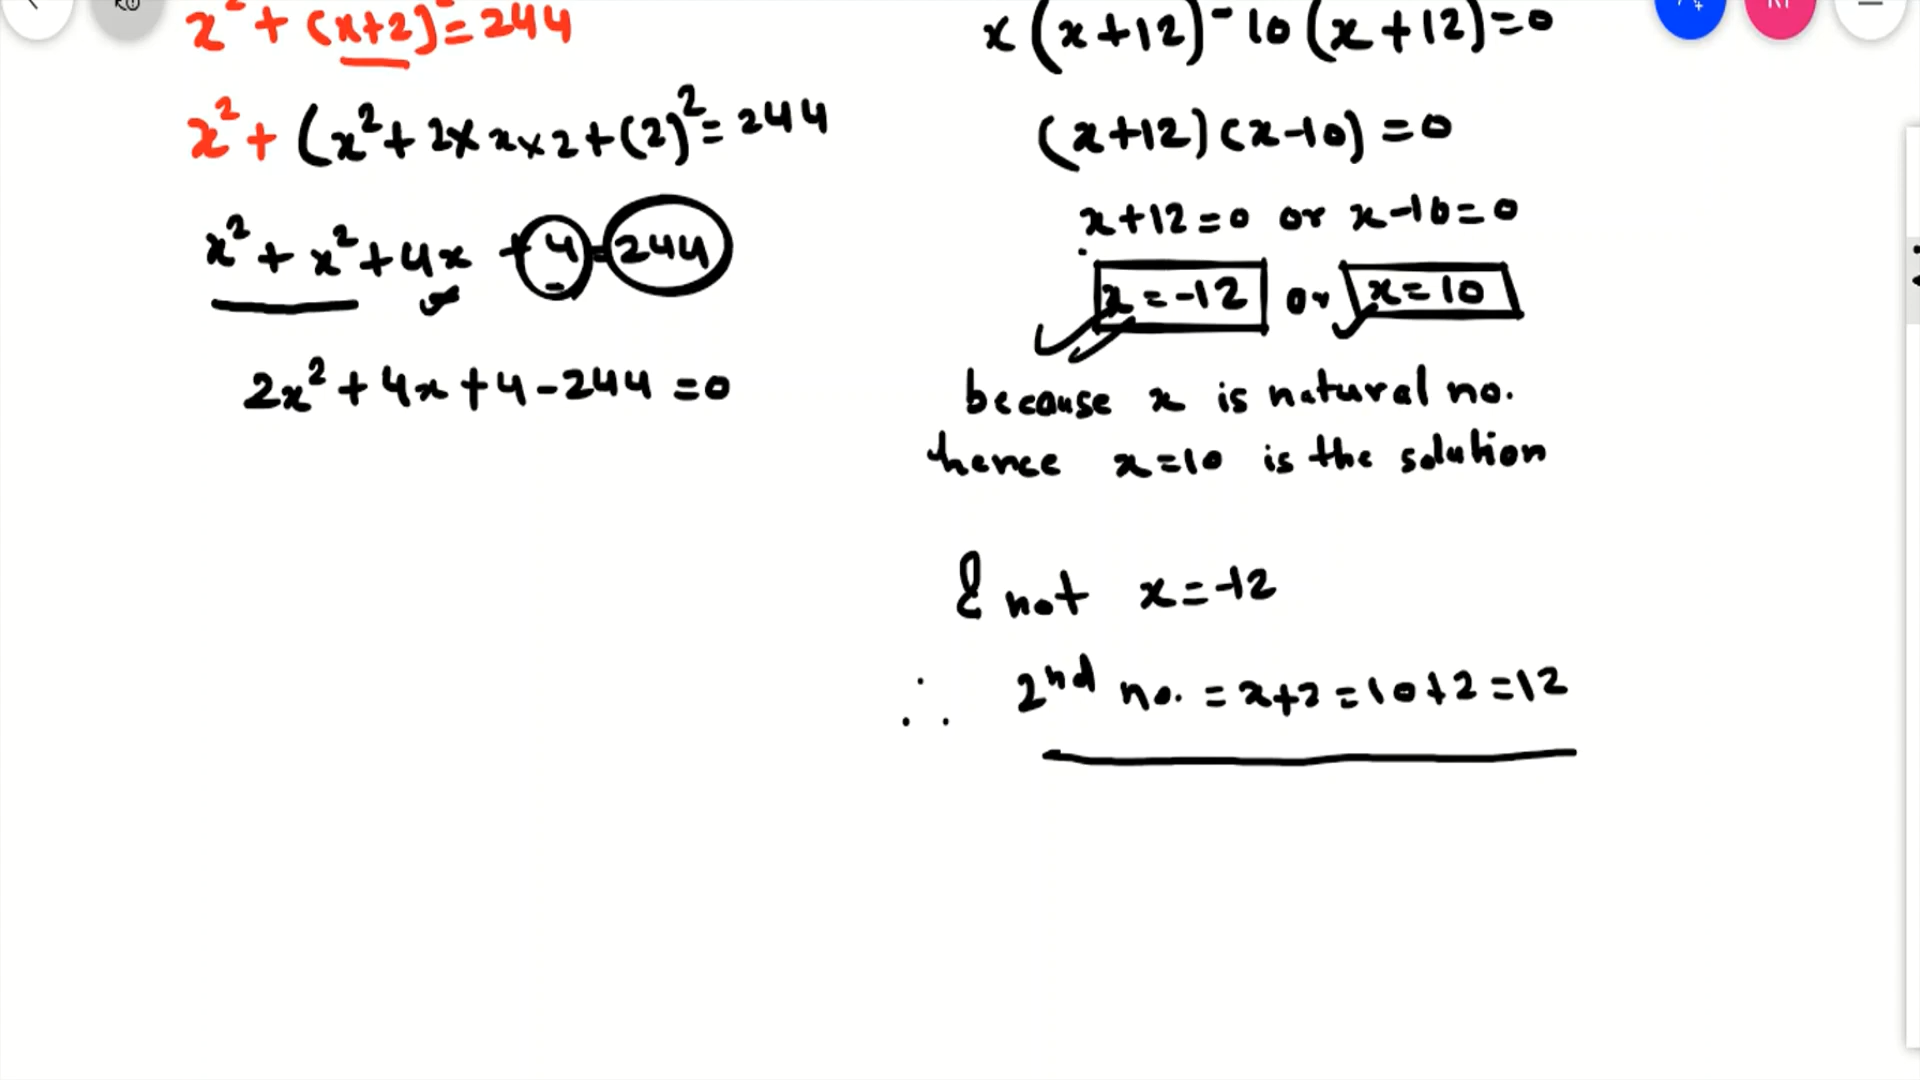 x² + (x+2)² = 244
x² + (x² + 2 × x × 2 + (2)² = 244
x² + x² + 4x + 4 = 244
2x² + 4x + 4 - 244 = 0
x (x + 12) - 10 (x + 12) = 0
(x + 12) (x - 10) = 0
x + 12 = 0 or x - 10 = 0
x = -12 or x = 10
because x is natural no.
hence x = 10 is the solution
& not x = -12
∴ 2nd no. = x + 2 = 10 + 2 = 12